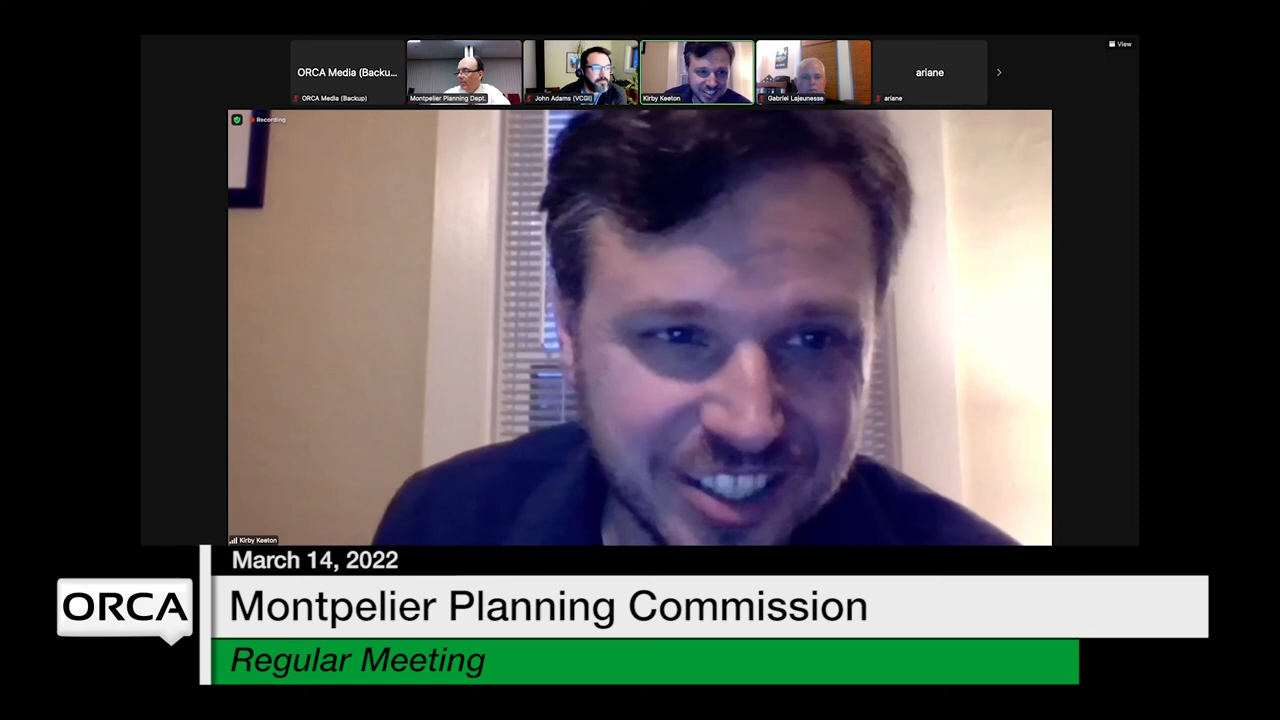 View
ORCA Media (Backu...
ariane
ORCA Media (Backup)
Montpelier Planning Dept.
John Adams (VCGI)
Kirby Keeton
Gabriel Lajeunesse
ariane
Recording
Kirby Keeton
March 14, 2022
ORCA
Montpelier Planning Commission
Regular Meeting